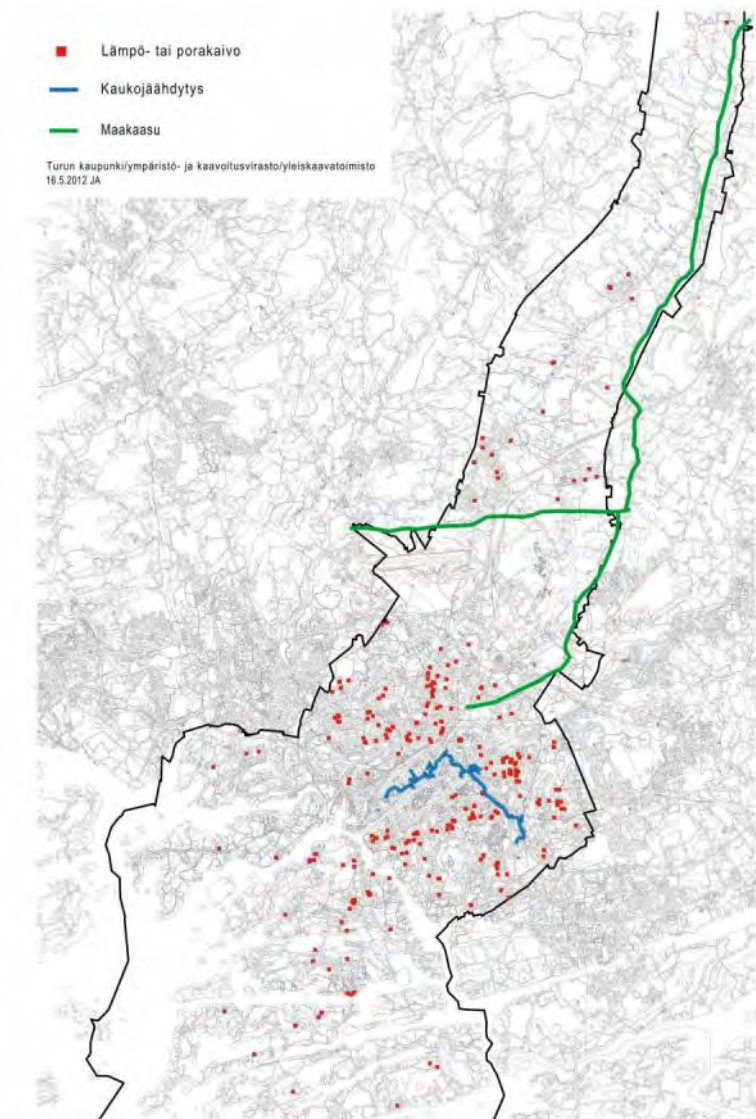 Lämpö- tai porakaivo
Kaukojäähdytys
Maakaasu
Turun kaupunki/ympäristö- ja kaavoitusvirasto/yleiskaavatoimisto
16.5.2012 JA